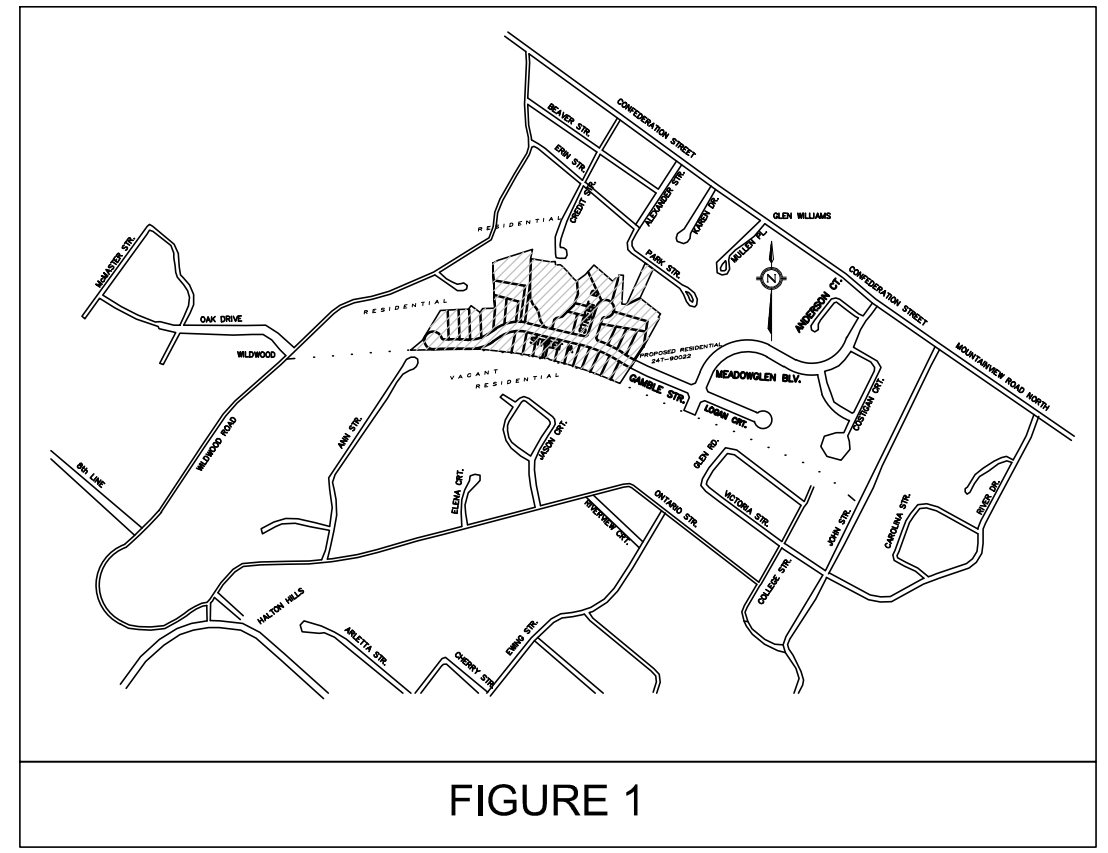 CONFEDERATION STREET
BEAVER STR.
ERIN STR.
CREDIT STR.
ALEXANDER STR.
KAREN DR.
MULLEN PL.
GLEN WILLIAMS
RESIDENTIAL
PARK STR.
N
McMASTER STR.
OAK DRIVE
RESIDENTIAL
WILDWOOD
ANDERSON CT.
CONFEDERATION STREET
MOUNTAINVIEW ROAD NORTH
PROPOSED RESIDENTIAL
24T-90022
VACANT
RESIDENTIAL
GAMBLE STR.
MEADOWGLEN BLV.
LOGAN CRT.
COSTIGAN CRT.
WILDWOOD ROAD
ANN STR.
JASON CRT.
ELENA CRT.
8th LINE
GLEN RD.
VICTORIA STR.
ONTARIO STR.
RIVERVIEW CRT.
JOHN STR.
CAROLINA STR.
RIVER DR.
COLLEGE STR.
HALTON HILLS
ARLETTA STR.
CHERRY STR.
EWING STR.
FIGURE 1